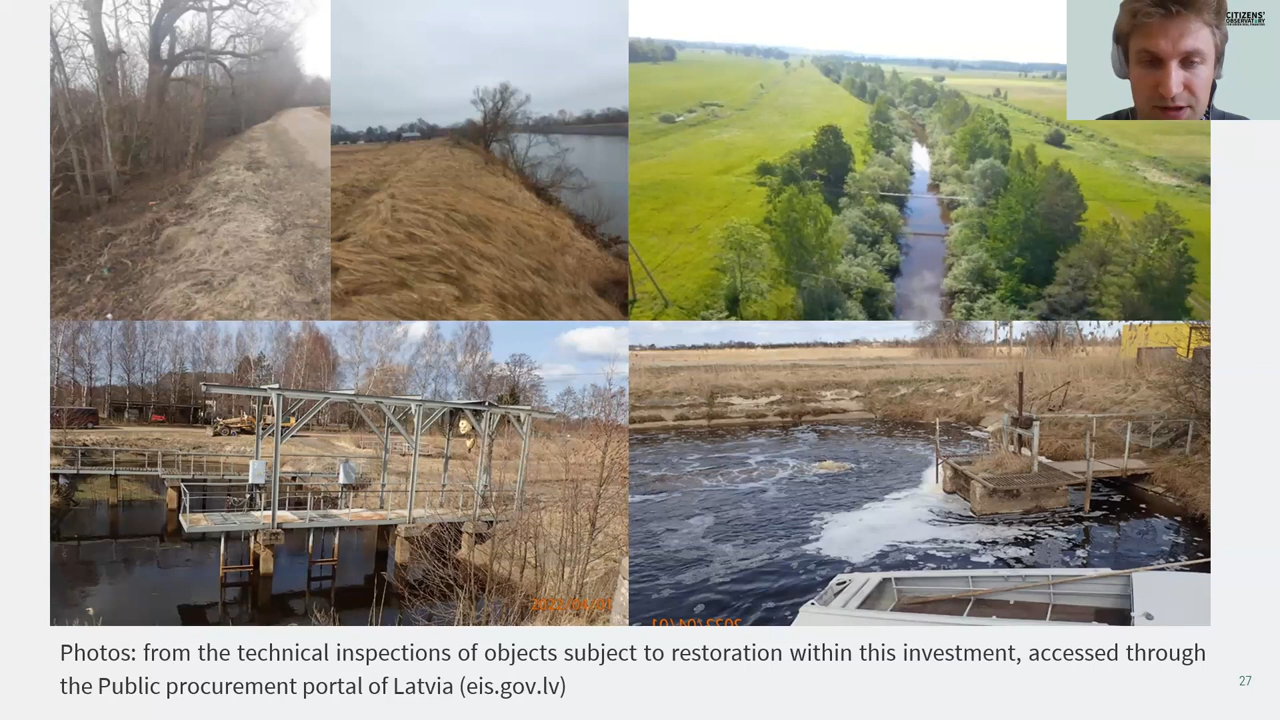 CITIZENS'
OBSERVATORY
Photos: from the technical inspections of objects subject to restoration within this investment, accessed through
the Public procurement portal of Latvia (eis.gov.lv)
27